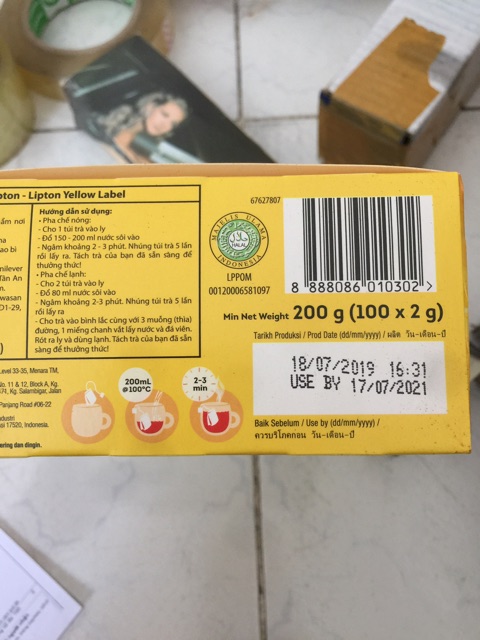 pton - Lipton Yellow Label
67627807
Hướng dẫn sử dụng:
• Pha chế nóng:
- Cho 1 túi trà vào ly
- Đổ 150 - 200 ml nước sôi vào
- Ngâm khoảng 2 - 3 phút. Nhúng túi trà 5 lần
rồi lấy ra. Tách trà của bạn đã sẵn sàng để
thưởng thức!
• Pha chế lạnh:
- Cho 2 túi trà vào ly
- Đổ 80 ml nước sôi vào
- Ngâm khoảng 2-3 phút. Nhúng túi trà 5 lần
rồi lấy ra
- Cho trà vào bình lắc cùng với 3 muỗng (thìa)
đường, 1 miếng chanh vắt lấy nước và đá viên.
Rót ra ly và dùng lạnh. Tách trà của bạn đã sẵn
sàng để thưởng thức!
MAJELIS ULAMA
INDONESIA
HALAL
LPPOM
00120006581097
8 888086 010302 >
Min Net Weight 200 g (100 x 2 g)
Tarikh Produksi / Prod Date (dd/mm/yyyy) / ผลิต วัน-เดือน-ปี
18/07/2019 16:31
USE BY 17/07/2021
Baik Sebelum / Use by (dd/mm/yyyy) /
ควรบริโภคก่อน วัน-เดือน-ปี
Level 33-35, Menara TM,
No. 11 & 12, Block A, Kg.
74, Kg. Salambigar, Jalan
Panjang Road #06-22
dustri
si 17520, Indonesia.
ering dan dingin.
200mL
@100°C
2-3
min